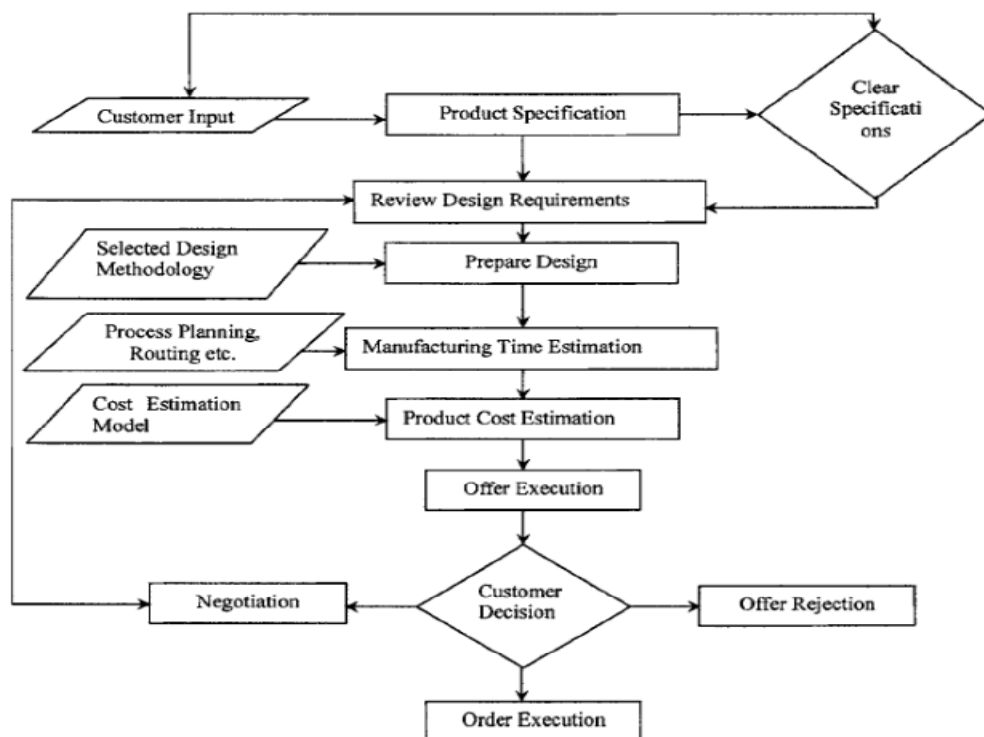 Customer Input
Product Specification
Clear
Specificati
ons
Review Design Requirements
Selected Design
Methodology
Prepare Design
Process Planning,
Routing etc.
Manufacturing Time Estimation
Cost Estimation
Model
Product Cost Estimation
Offer Execution
Customer
Decision
Negotiation
Offer Rejection
Order Execution